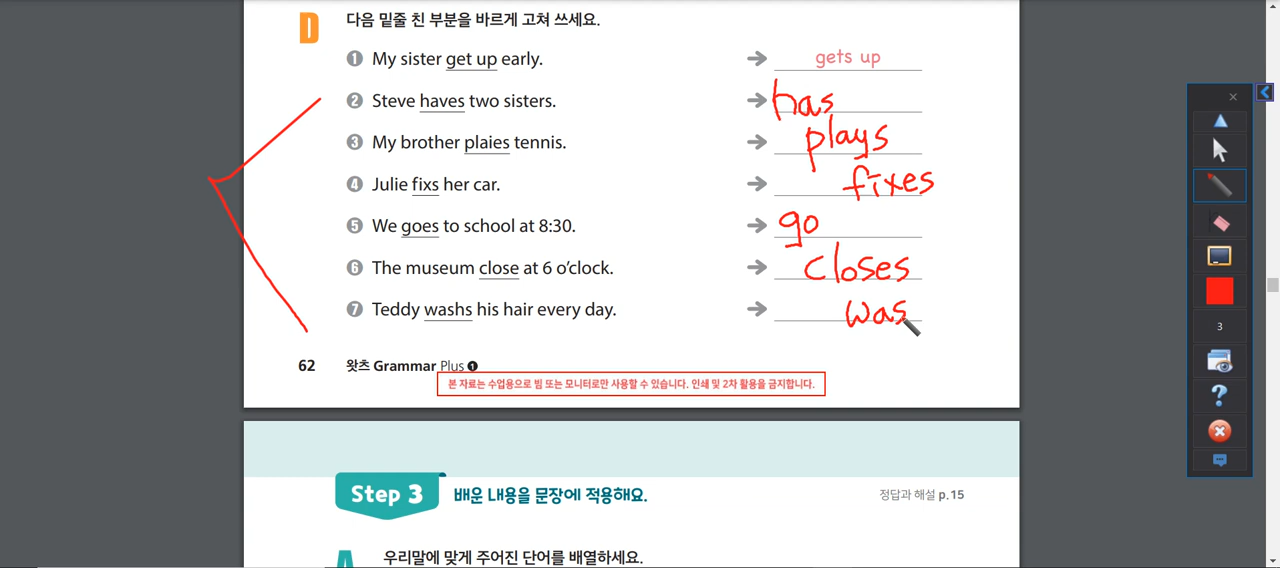 D 다음 밑줄 친 부분을 바르게 고쳐 쓰세요.
1 My sister get up early. → gets up
2 Steve haves two sisters. → has
3 My brother plaies tennis. → plays
4 Julie fixs her car. → fixes
5 We goes to school at 8:30. → go
6 The museum close at 6 o'clock. → closes
7 Teddy washs his hair every day. → was
62 왓츠 Grammar Plus 1
본 자료는 수업용으로 빔 또는 모니터로만 사용할 수 있습니다. 인쇄 및 2차 활용을 금지합니다.
Step 3 배운 내용을 문장에 적용해요. 정답과 해설 p.15
A 우리말에 맞게 주어진 단어를 배열하세요.
3